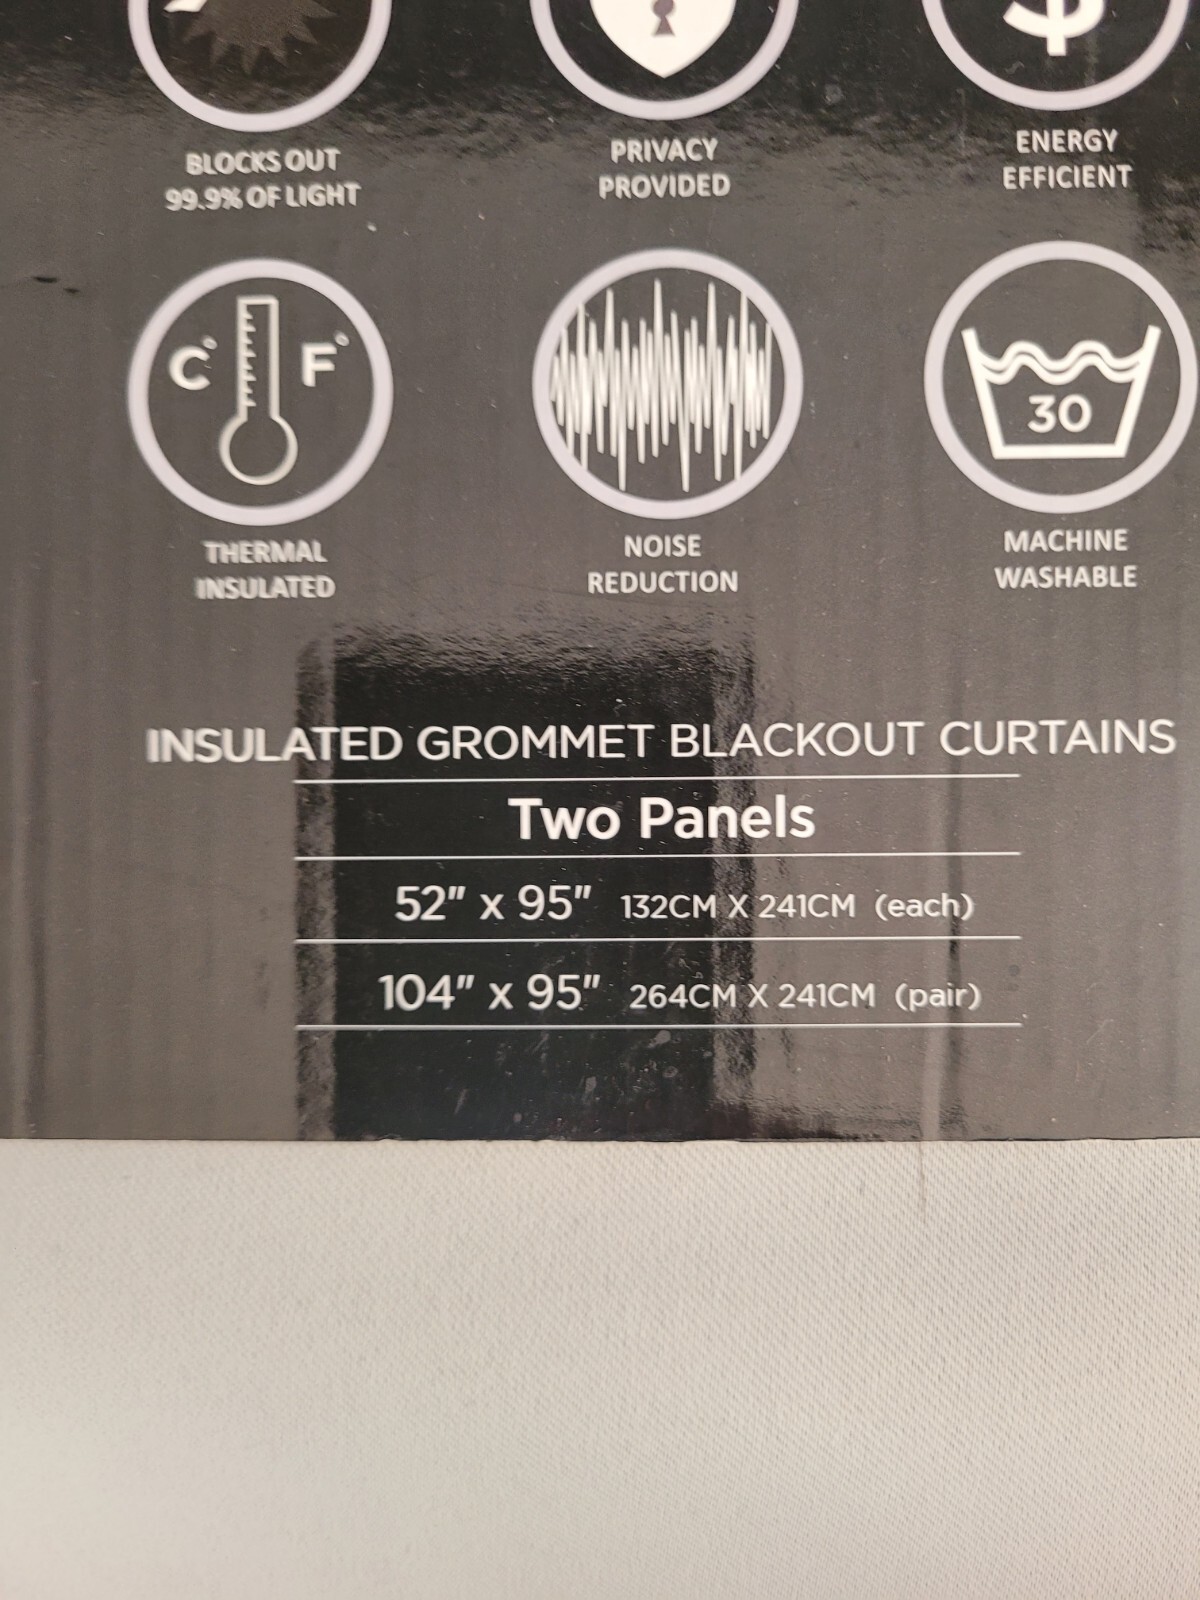 BLOCKS OUT
99.9% OF LIGHT
PRIVACY
PROVIDED
$
ENERGY
EFFICIENT
C° F°
THERMAL
INSULATED
NOISE
REDUCTION
30
MACHINE
WASHABLE
INSULATED GROMMET BLACKOUT CURTAINS
Two Panels
52" x 95" 132CM X 241CM (each)
104" x 95" 264CM X 241CM (pair)